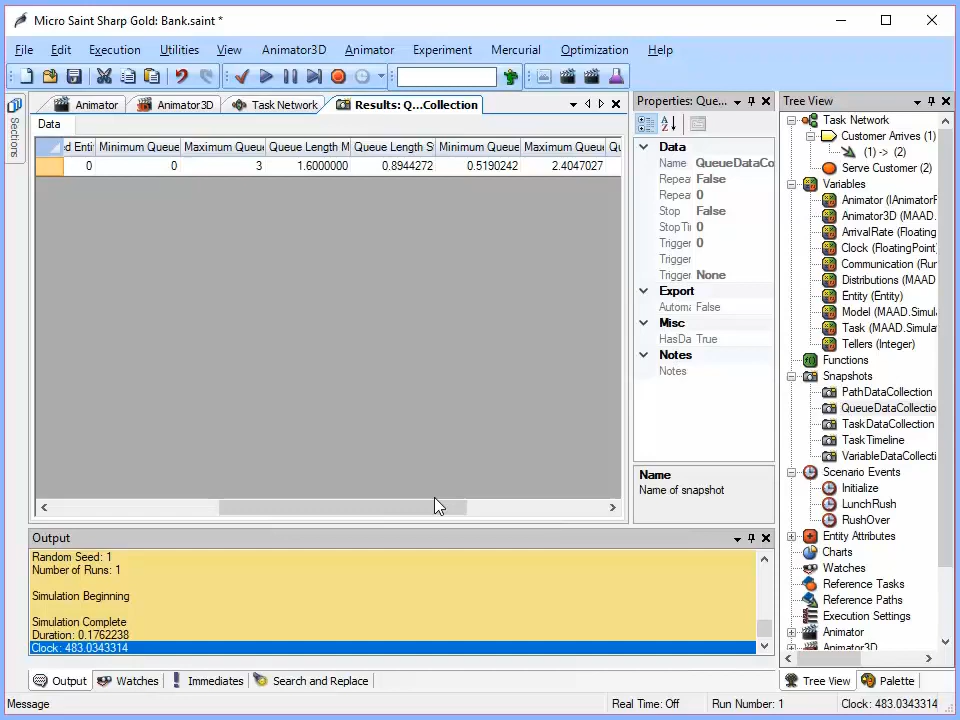 Micro Saint Sharp Gold: Bank.saint *
File Edit Execution Utilities View Animator3D Animator Experiment Mercurial Optimization Help
Animator Animator3D Task Network Results: Q...Collection
Properties: Que...
Tree View
Sections
Data
d Enti Minimum Queue Maximum Queue Queue Length M Queue Length S Minimum Queue Maximum Queue Qu
0 0 3 1.6000000 0.8944272 0.5190242 2.4047027
Data
Name QueueDataCo
Repea False
Repea 0
Stop False
StopTi 0
Trigger 0
Trigger
Trigger None
Export
Automa False
Misc
HasDa True
Notes
Notes
Name
Name of snapshot
Task Network
Customer Arrives (1)
(1) -> (2)
Serve Customer (2)
Variables
Animator (IAnimatorF
Animator3D (MAAD.
ArrivalRate (Floating
Clock (FloatingPoint
Communication (Rur
Distributions (MAAD
Entity (Entity)
Model (MAAD.Simula
Task (MAAD.Simula
Tellers (Integer)
Functions
Snapshots
PathDataCollection
QueueDataCollectio
TaskDataCollection
TaskTimeline
VariableDataCollecti
Scenario Events
Initialize
LunchRush
RushOver
Entity Attributes
Charts
Watches
Reference Tasks
Reference Paths
Execution Settings
Animator
Animator3D
Output
Random Seed: 1
Number of Runs: 1
Simulation Beginning
Simulation Complete
Duration: 0.1762238
Clock: 483.0343314
Output Watches Immediates Search and Replace
Tree View Palette
Message Real Time: Off Run Number: 1 Clock: 483.0343314